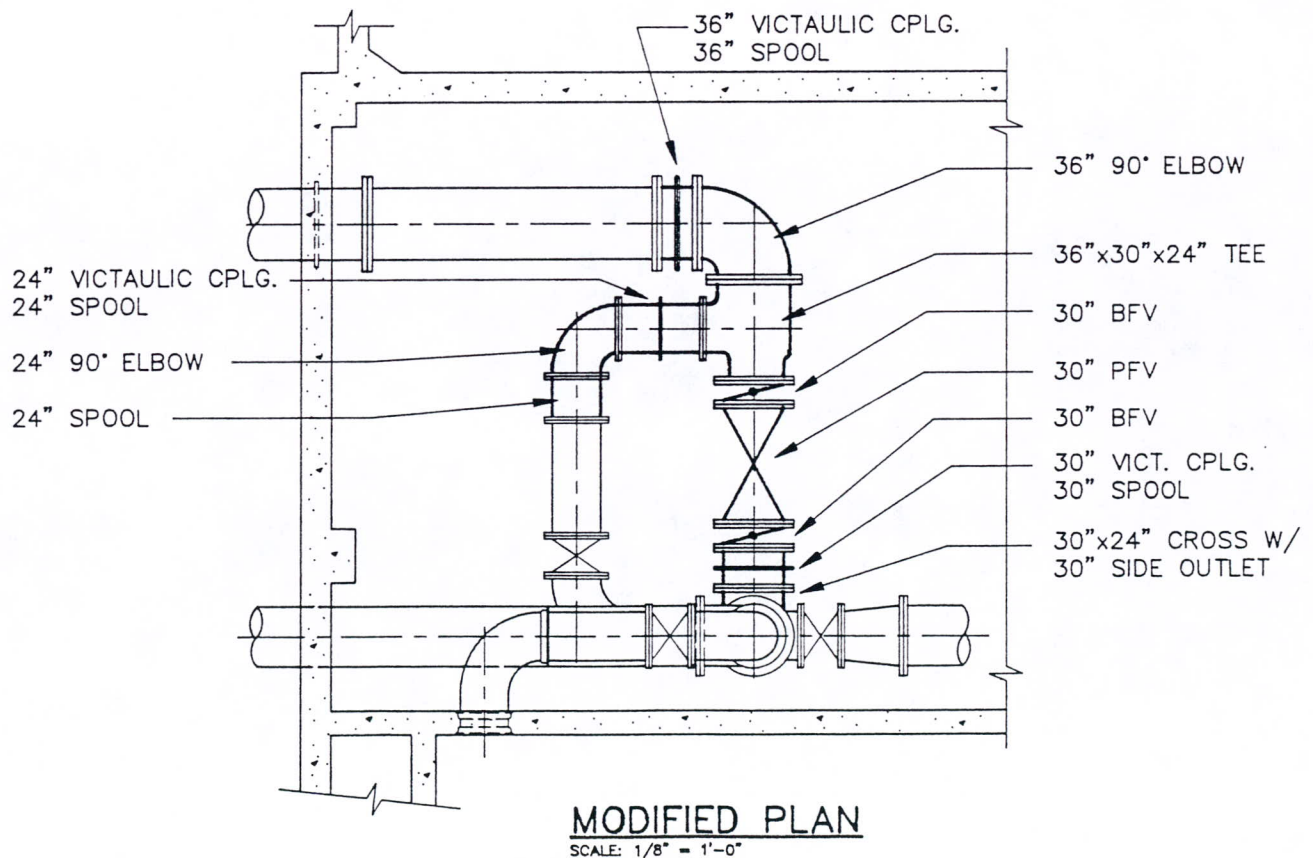 36" VICTAULIC CPLG.
36" SPOOL
36" 90° ELBOW
36"x30"x24" TEE
30" BFV
30" PFV
30" BFV
30" VICT. CPLG.
30" SPOOL
30"x24" CROSS W/
30" SIDE OUTLET
24" VICTAULIC CPLG.
24" SPOOL
24" 90° ELBOW
24" SPOOL
MODIFIED PLAN
SCALE: 1/8" = 1'-0"